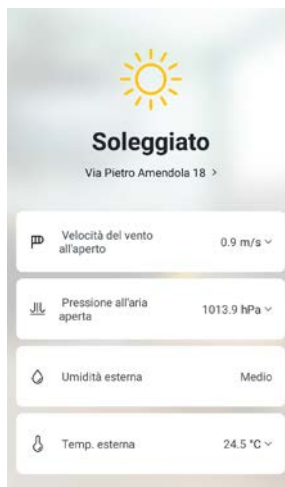 Soleggiato
Via Pietro Amendola 18 >
Velocità del vento
all'aperto
0.9 m/s
Pressione all'aria
aperta
1013.9 hPa
Umidità esterna
Medio
Temp. esterna
24.5 °C